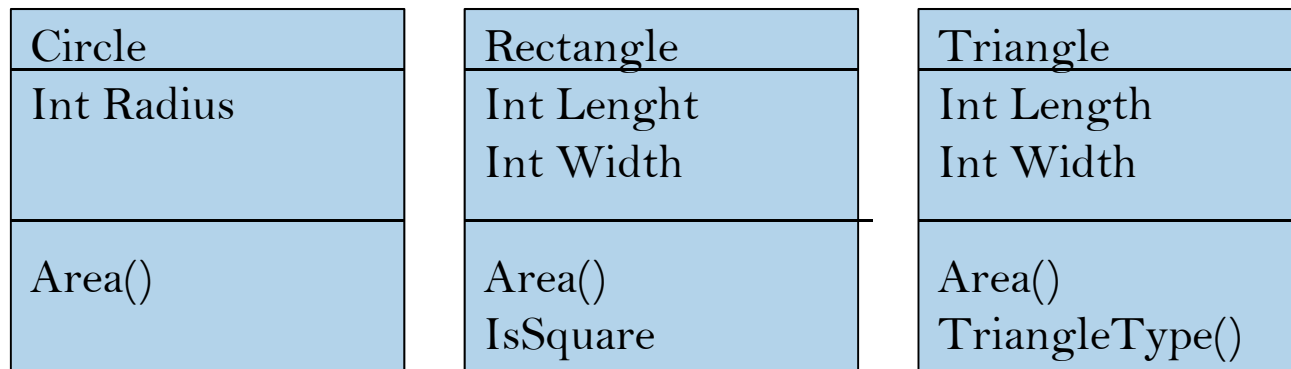 Circle
Int Radius
Area()
Rectangle
Int Lenght
Int Width
Area()
IsSquare
Triangle
Int Length
Int Width
Area()
TriangleType()